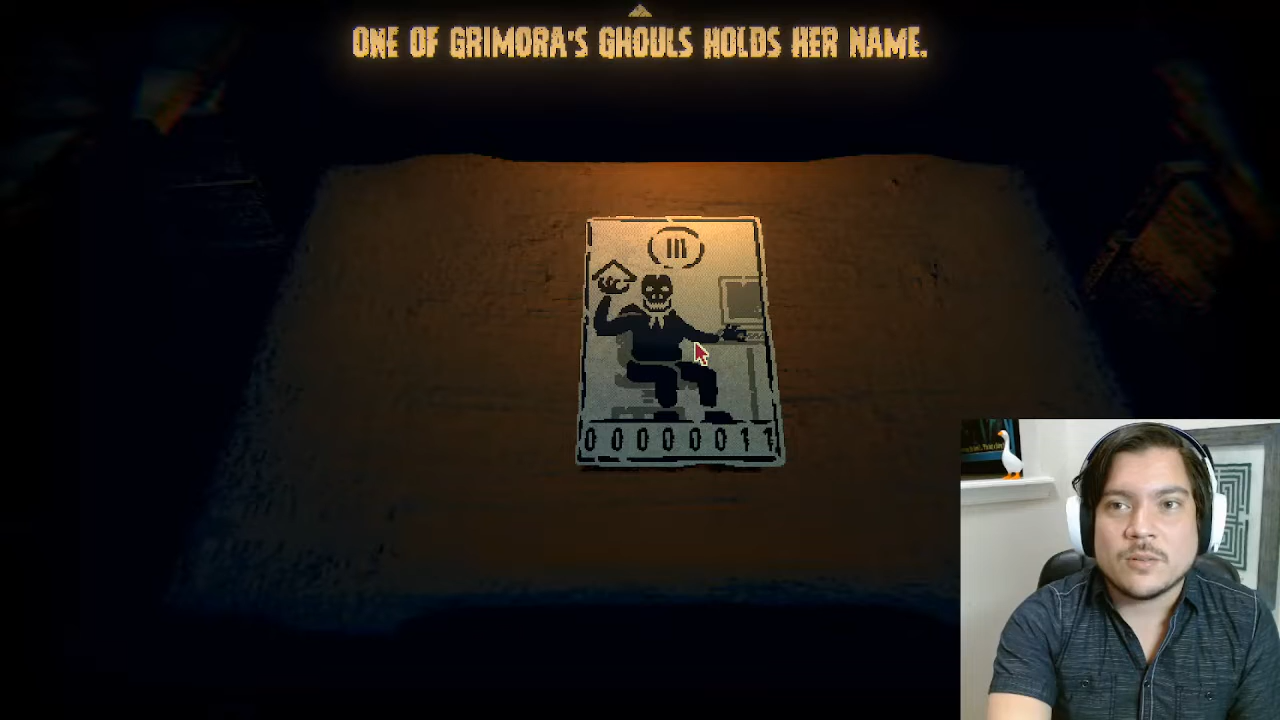 ONE OF GRIMORA'S GHOULS HOLDS HER NAME.
III
00000011